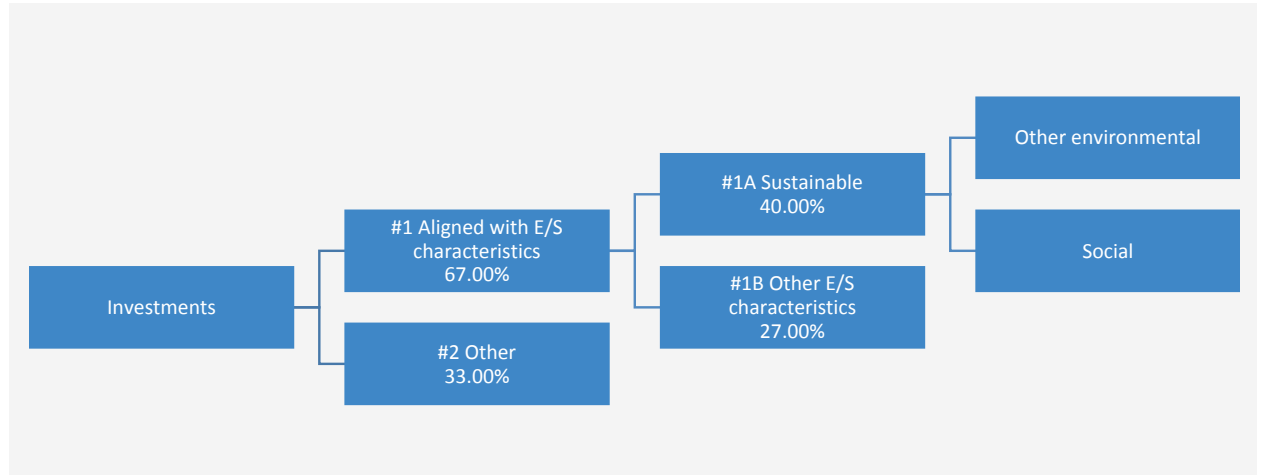 Investments
#1 Aligned with E/S
characteristics
67.00%
#2 Other
33.00%
#1A Sustainable
40.00%
#1B Other E/S
characteristics
27.00%
Other environmental
Social